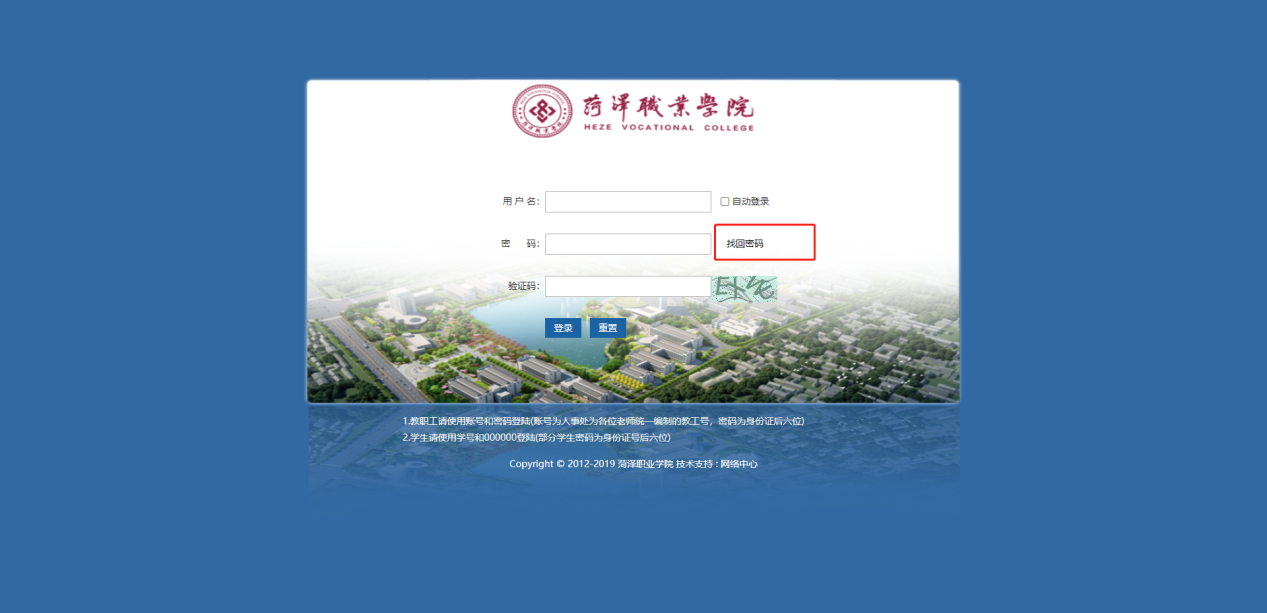 菏澤職業學院
HEZE VOCATIONAL COLLEGE
用 户 名： 自动登录
密 码： 找回密码
验证码：
登录 重置
1.教职工请使用账号和密码登陆(账号为人事处为各位老师统一编制的教工号，密码为身份证后六位)
2.学生请使用学号和000000登陆(部分学生密码为身份证号后六位)
Copyright © 2012-2019 菏泽职业学院 技术支持 : 网络中心